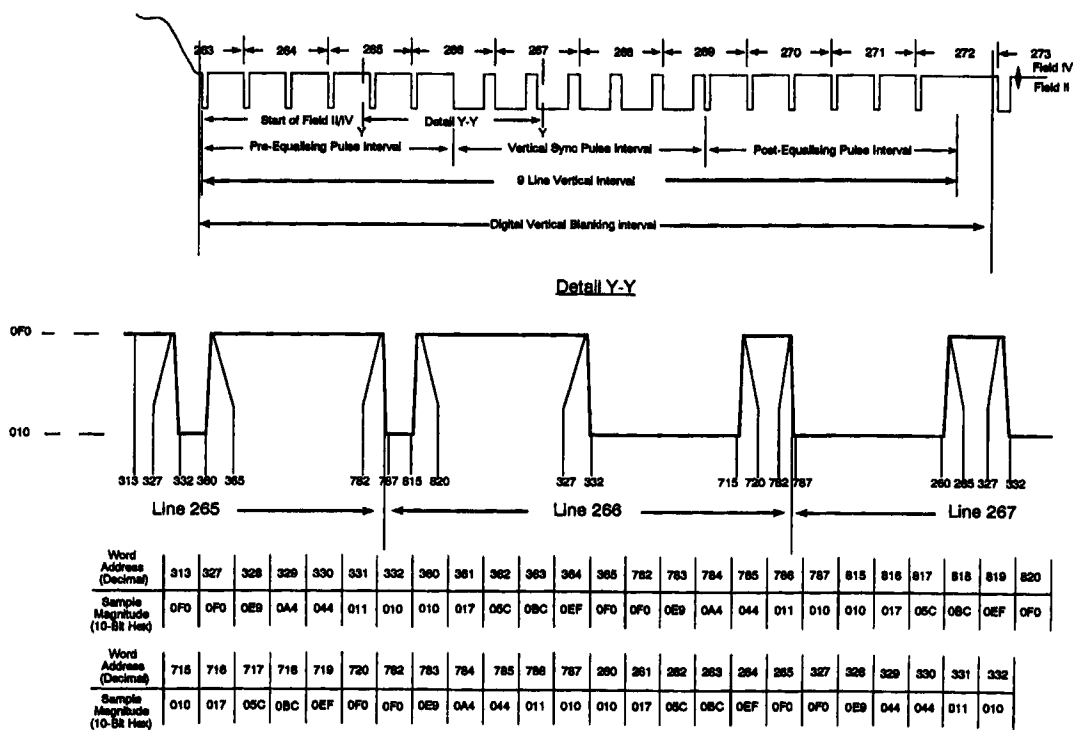 263 264 265 266 267 268 269 270 271 272 273
Field IV
Field II
Start of Field II/IV Detail Y-Y
Y Y
Pre-Equalising Pulse Interval Vertical Sync Pulse Interval Post-Equalising Pulse Interval
9 Line Vertical Interval
Digital Vertical Blanking Interval
Detail Y-Y
0F0
010
313 327 332 360 365 782 787 815 820 327 332 715 720 782 787 260 265 327 332
Line 265 Line 266 Line 267
Word Address (Decimal) 313 327 328 329 330 331 332 360 361 362 363 364 365 782 783 784 785 786 787 815 816 817 818 819 820
Sample Magnitude (10-Bit Hex) 0F0 0F0 0E9 0A4 044 011 010 010 017 05C 0BC 0EF 0F0 0F0 0E9 0A4 044 011 010 010 017 05C 0BC 0EF 0F0
Word Address (Decimal) 715 716 717 718 719 720 782 783 784 785 786 787 260 261 262 263 264 265 327 328 329 330 331 332
Sample Magnitude (10-Bit Hex) 010 017 05C 0BC 0EF 0F0 0F0 0E9 0A4 044 011 010 010 017 05C 0BC 0EF 0F0 0F0 0E9 044 044 011 010